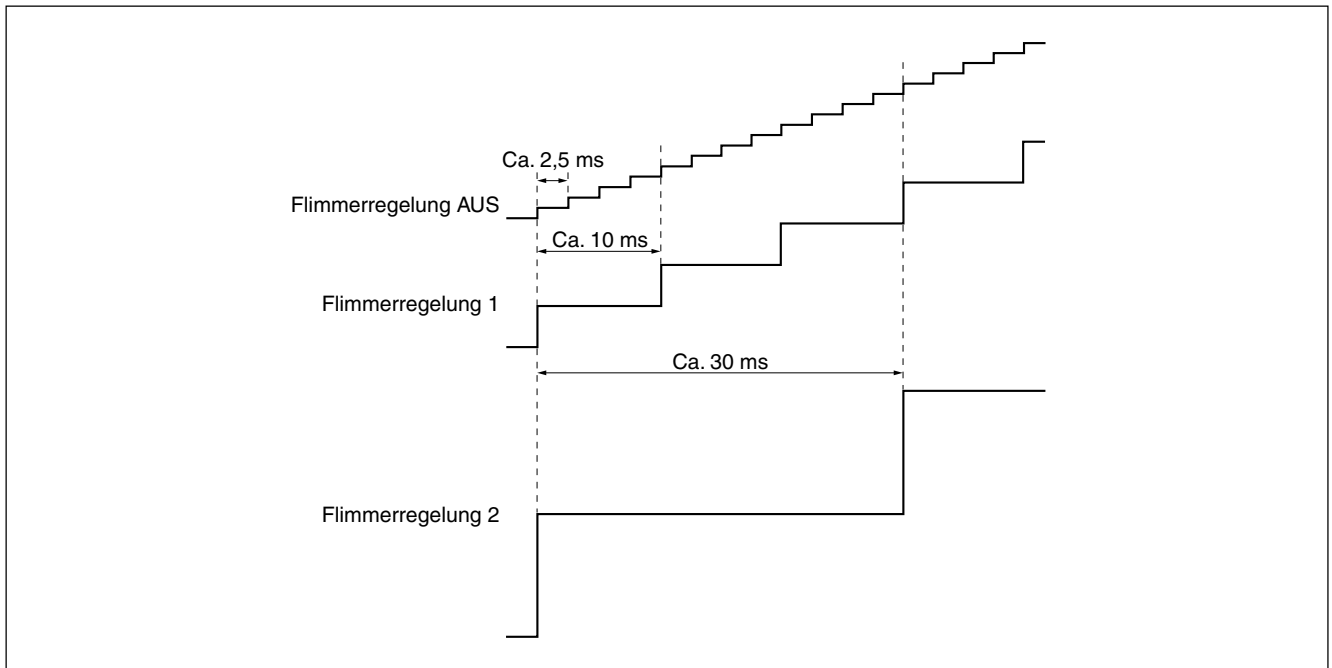 Ca. 2,5 ms
Flimmerregelung AUS
Ca. 10 ms
Flimmerregelung 1
Ca. 30 ms
Flimmerregelung 2